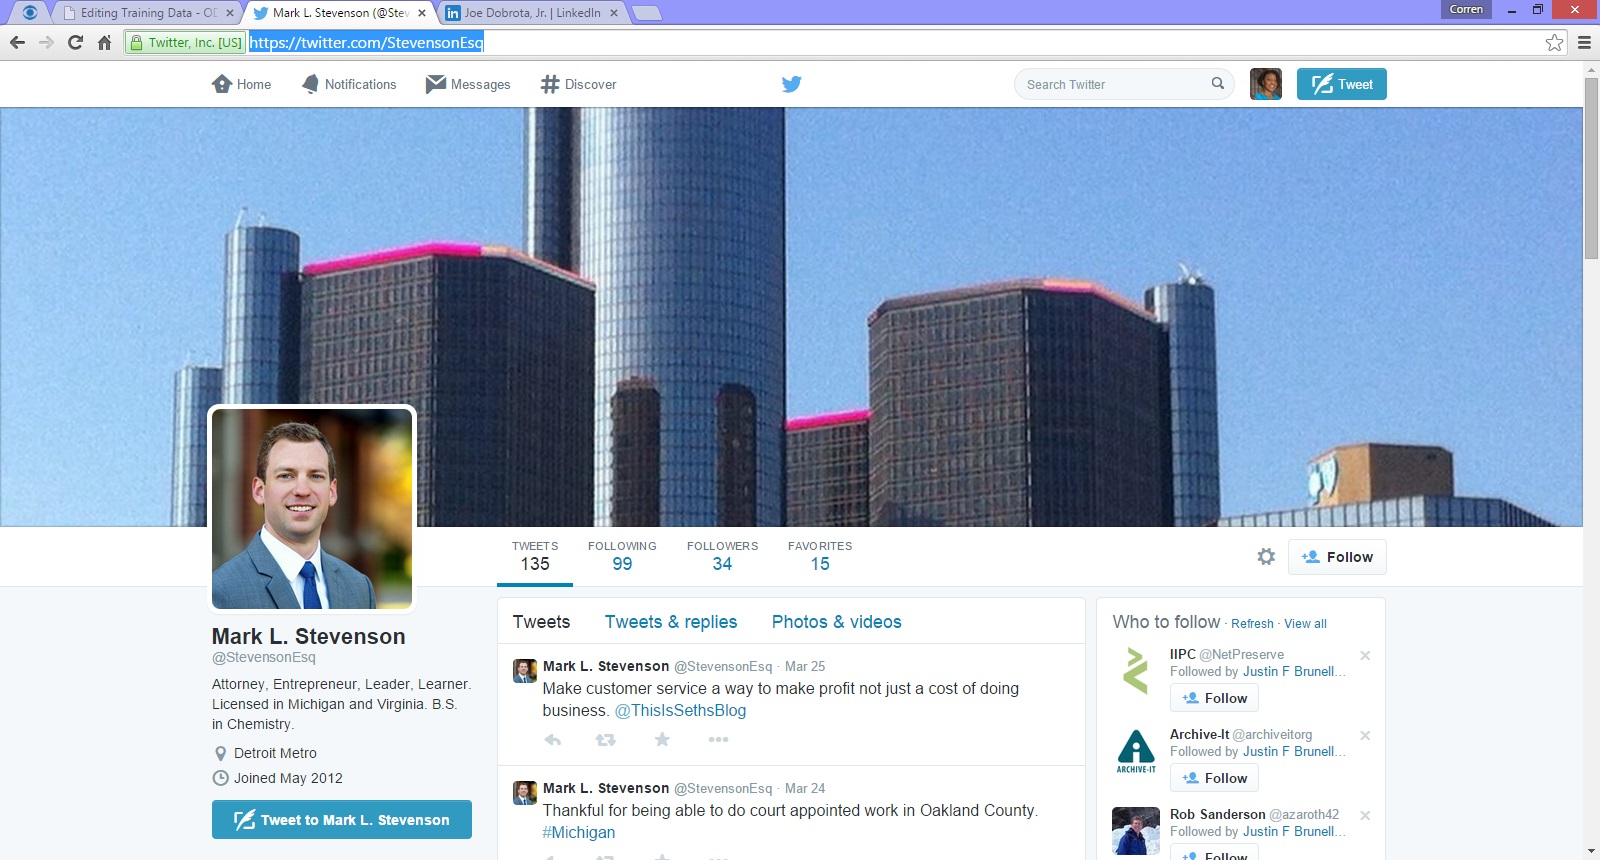 Corren
Editing Training Data - OD
Mark L. Stevenson (@Stev
Joe Dobrota, Jr. | LinkedIn
Twitter, Inc. [US]
https://twitter.com/StevensonEsq
Home
Notifications
Messages
Discover
Search Twitter
Tweet
TWEETS
135
FOLLOWING
99
FOLLOWERS
34
FAVORITES
15
Follow
Mark L. Stevenson
@StevensonEsq
Attorney, Entrepreneur, Leader, Learner.
Licensed in Michigan and Virginia. B.S.
in Chemistry.
Detroit Metro
Joined May 2012
Tweet to Mark L. Stevenson
Tweets
Tweets & replies
Photos & videos
Mark L. Stevenson @StevensonEsq · Mar 25
Make customer service a way to make profit not just a cost of doing
business. @ThisIsSethsBlog
Mark L. Stevenson @StevensonEsq · Mar 24
Thankful for being able to do court appointed work in Oakland County.
#Michigan
Who to follow · Refresh · View all
IIPC @NetPreserve
Followed by Justin F Brunell...
Follow
Archive-It @archiveitorg
Followed by Justin F Brunell...
ARCHIVE-IT
Follow
Rob Sanderson @azaroth42
Followed by Justin F Brunell...
Follow